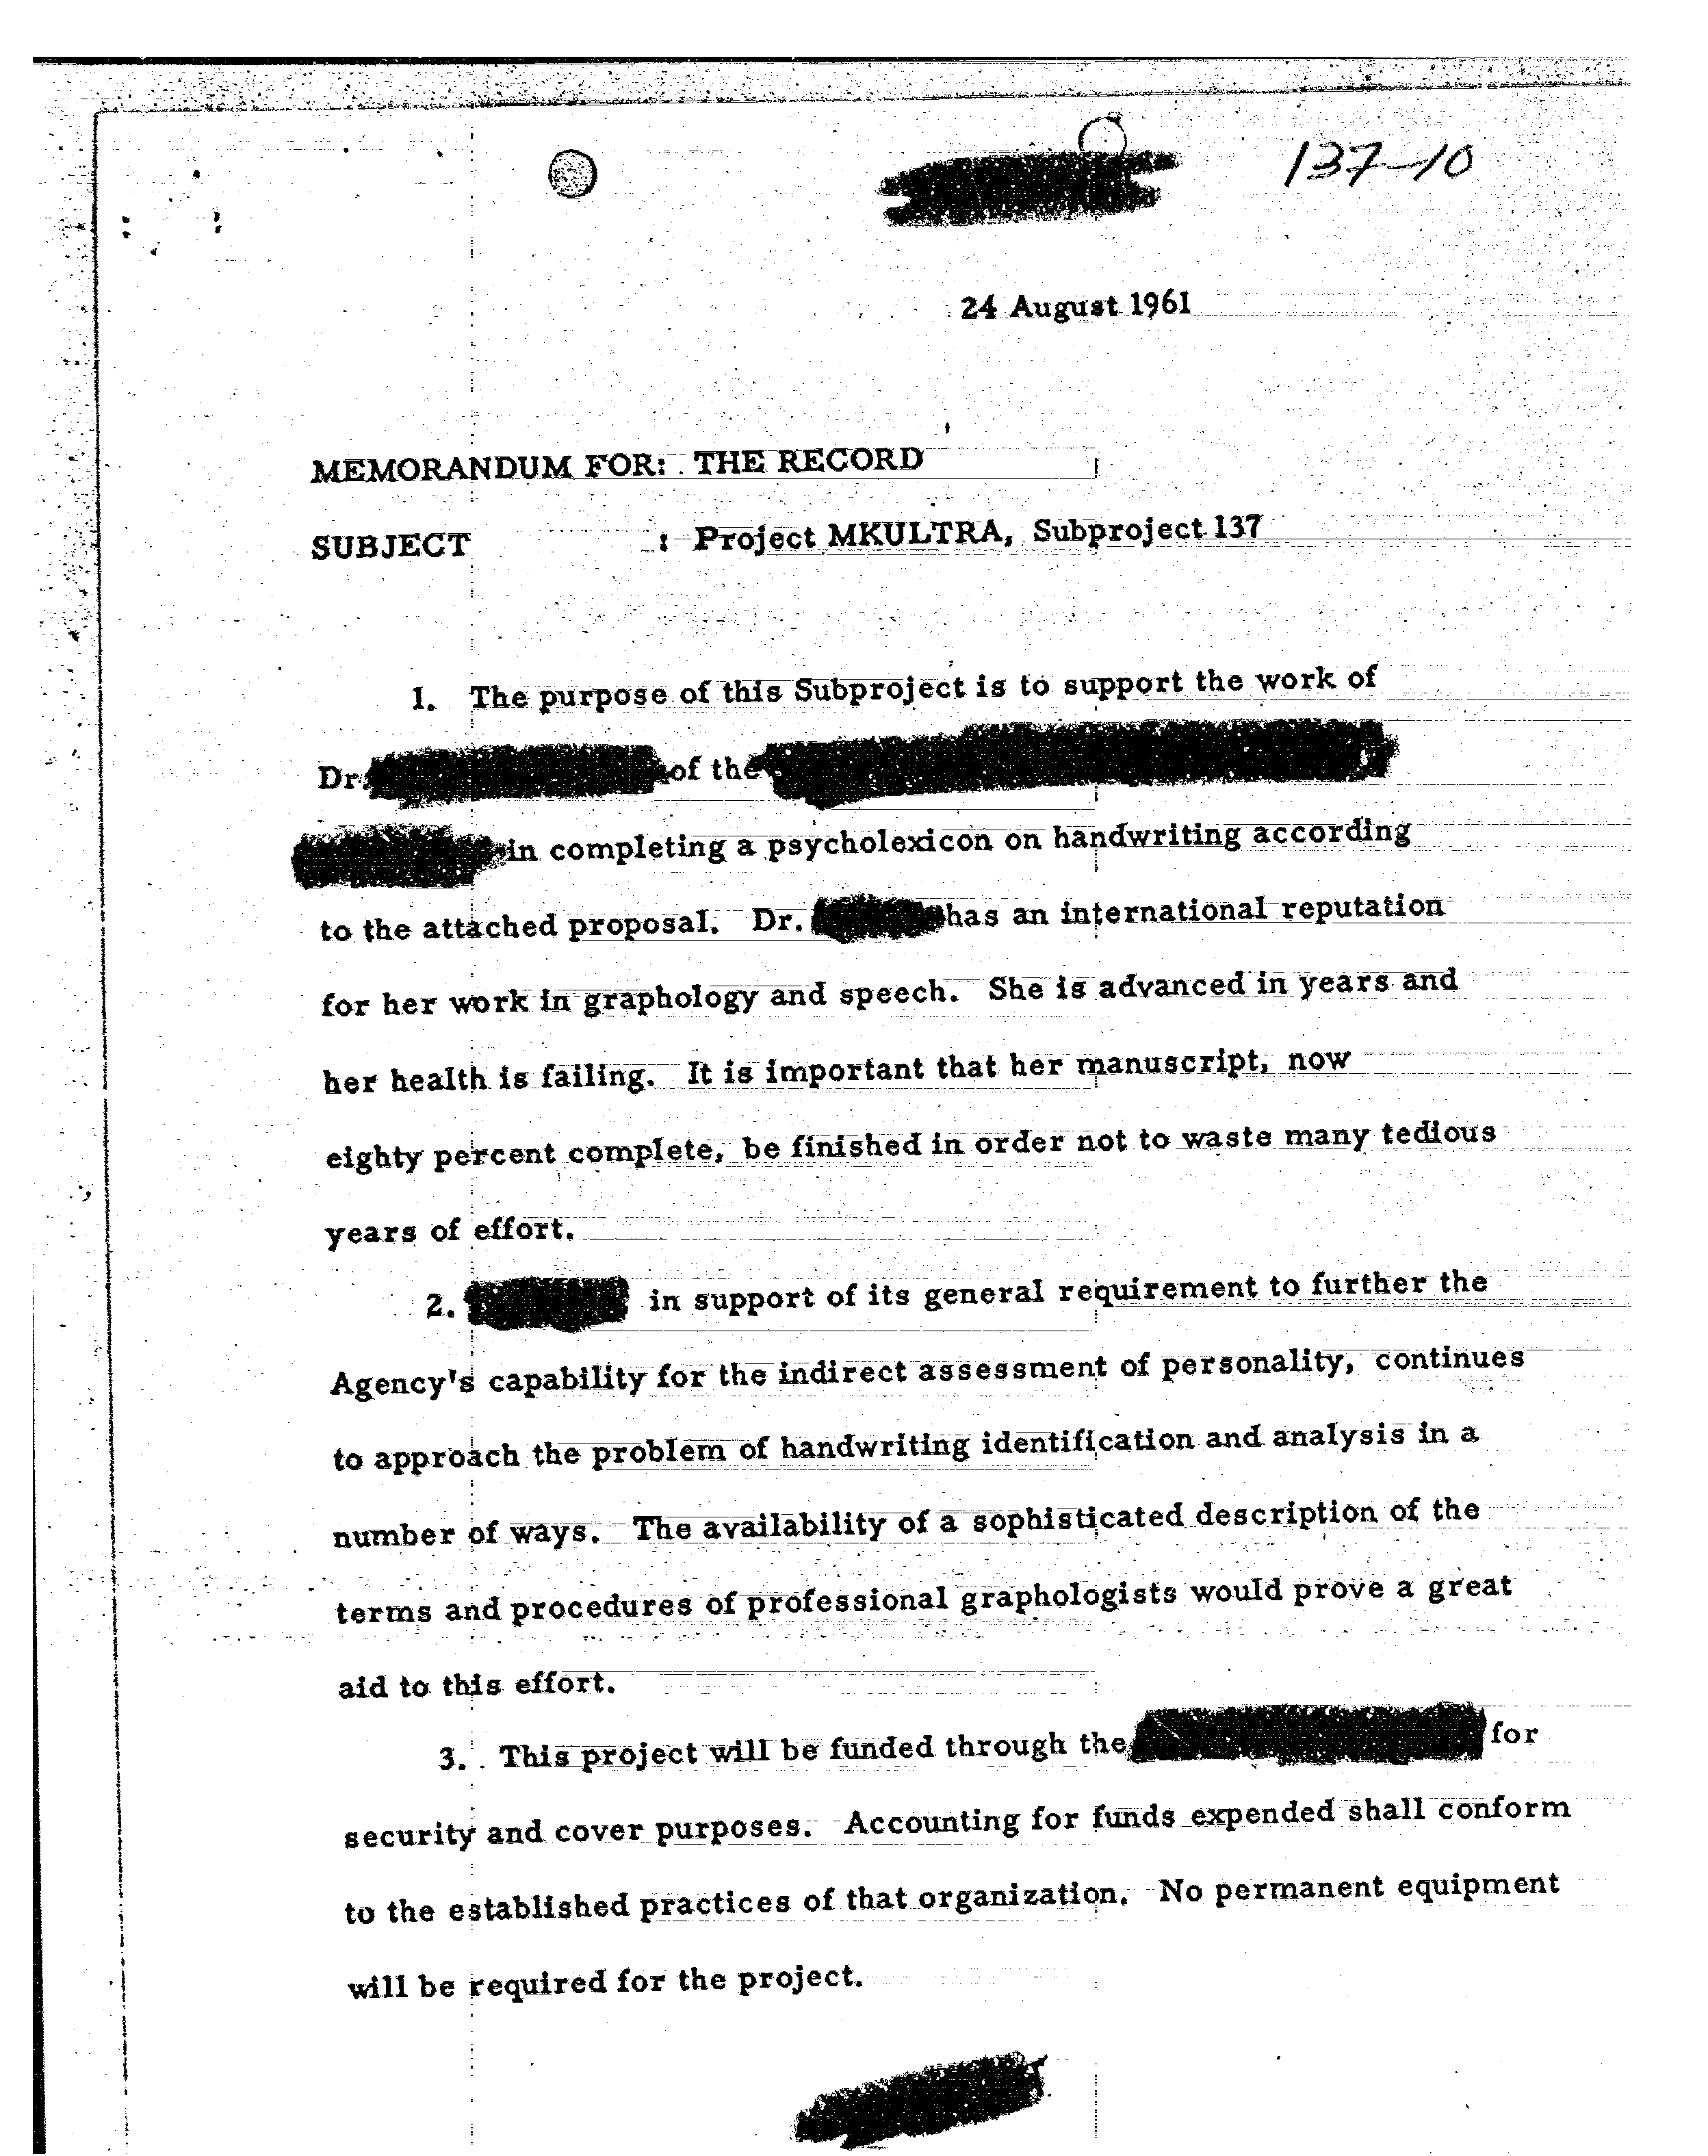 137-10
24 August 1961
MEMORANDUM FOR: THE RECORD
SUBJECT : Project MKULTRA, Subproject 137
1. The purpose of this Subproject is to support the work of
Dr. of the
in completing a psycholexicon on handwriting according
to the attached proposal. Dr. has an international reputation
for her work in graphology and speech. She is advanced in years and
her health is failing. It is important that her manuscript, now
eighty percent complete, be finished in order not to waste many tedious
years of effort.
2. in support of its general requirement to further the
Agency's capability for the indirect assessment of personality, continues
to approach the problem of handwriting identification and analysis in a
number of ways. The availability of a sophisticated description of the
terms and procedures of professional graphologists would prove a great
aid to this effort.
3. This project will be funded through the for
security and cover purposes. Accounting for funds expended shall conform
to the established practices of that organization. No permanent equipment
will be required for the project.